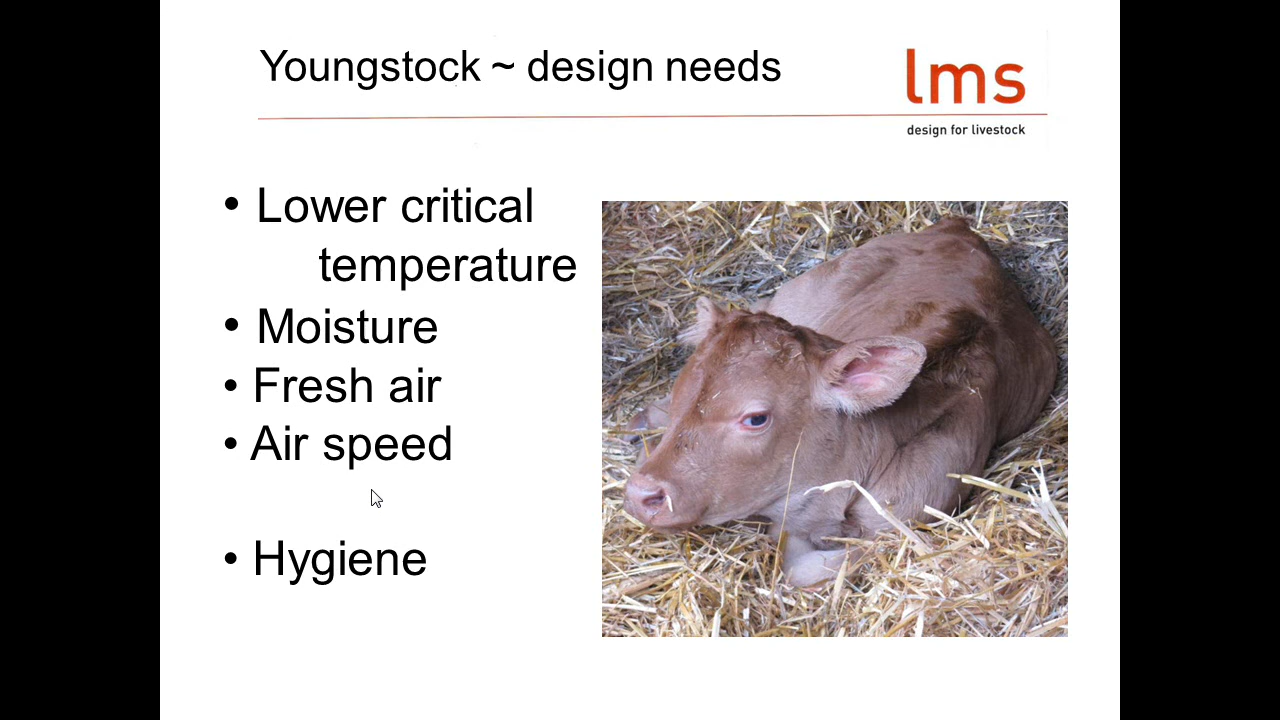 Youngstock ~ design needs
lms
design for livestock
• Lower critical
temperature
• Moisture
• Fresh air
• Air speed
• Hygiene